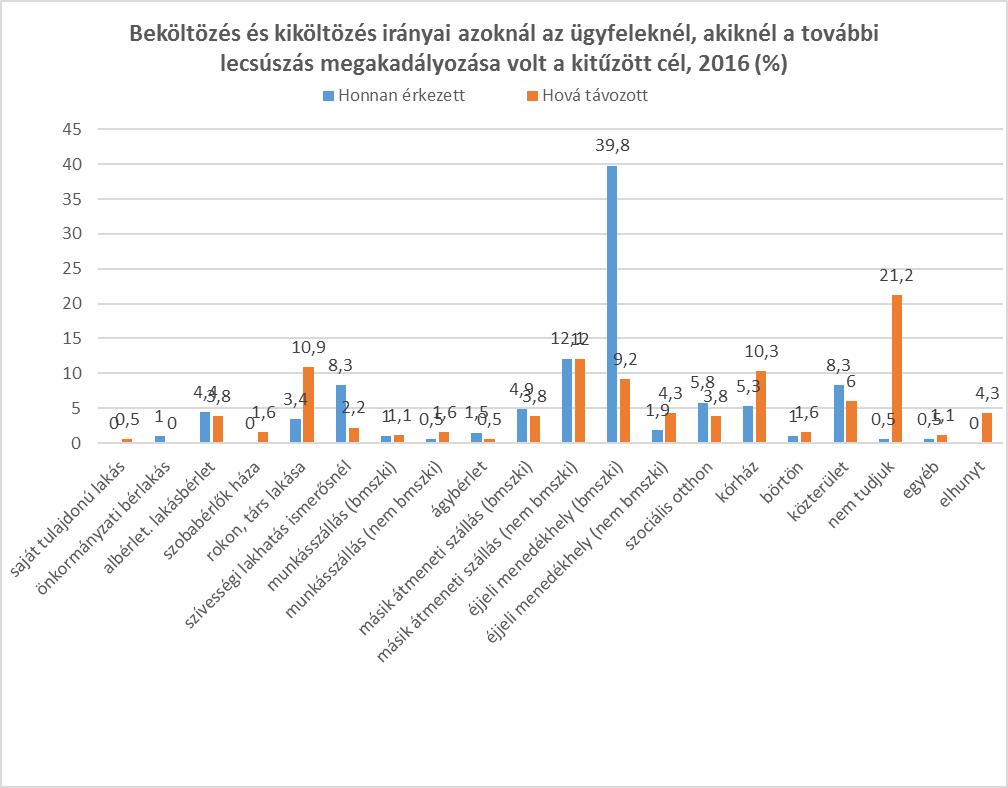 Beköltözés és kiköltözés irányai azoknál az ügyfeleknél, akiknél a további
lecsúszás megakadályozása volt a kitűzött cél, 2016 (%)
Honnan érkezett
Hová távozott
45
40
35
30
25
20
15
10
5
0
0 0,5
1 0
4,4 3,8
0 1,6
3,4 10,9
8,3 2,2
1 1,1
0,5 1,6
1,5 0,5
4,9 3,8
12,1 12
39,8 9,2
1,9 4,3
5,8 3,8
5,3 10,3
1 1,6
8,3 6
0,5 21,2
0,5 1,1
0 4,3
saját tulajdonú lakás
önkormányzati bérlakás
albérlet. lakásbérlet
szobabérlők háza
rokon, társ lakása
szívességi lakhatás ismerősnél
munkásszállás (bmszki)
munkásszállás (nem bmszki)
ágybérlet
másik átmeneti szállás (bmszki)
másik átmeneti szállás (nem bmszki)
éjjeli menedékhely (bmszki)
éjjeli menedékhely (nem bmszki)
szociális otthon
kórház
börtön
közterület
nem tudjuk
egyéb
elhunyt